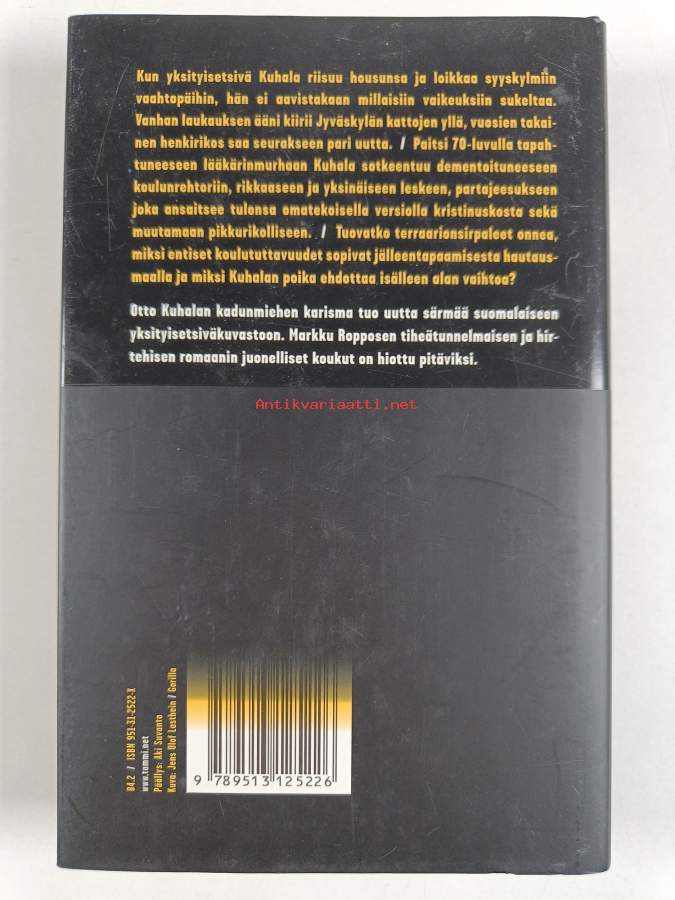 Kun yksityisetsivä Kuhala riisuu housunsa ja loikkaa syyskylmiin
vaahtopäihin, hän ei aavistakaan millaisiin vaikeuksiin sukeltaa.
Vanhan laukauksen ääni kiirii Jyväskylän kattojen yllä, vuosien takai
nen henkirikos saa seurakseen pari uutta. / Paitsi 70-luvulla tapah-
tuneeseen lääkärinmurhaan Kuhala sotkeentuu dementoituneeseen
koulunrehtoriin, rikkaaseen ja yksinäiseen leskeen, partajeesukseen
joka ansaitsee tulonsa omatekoisella versiolla kristinuskosta sekä
muutamaan pikkurikolliseen. / Tuovatko terraarionsirpaleet onnea,
miksi entiset koulututtavuudet sopivat jälleentapaamisesta hautaus-
maalla ja miksi Kuhalan poika ehdottaa isälleen alan vaihtoa?
Otto Kuhalan kadunmiehen karisma tuo uutta särmää suomalaiseen
yksityisetsiväkuvastoon. Markku Ropposen tiheätunnelmaisen ja hir-
tehisen romaanin juonelliset koukut on hiottu pitäviksi.
Antikvariaatti.net
84.2 / ISBN 951-31-2522-X
www.tammi.net
Päällys: Aki Suvanto
Kuva: Jens Olof Lasthein / Gorilla
9 789513 125226